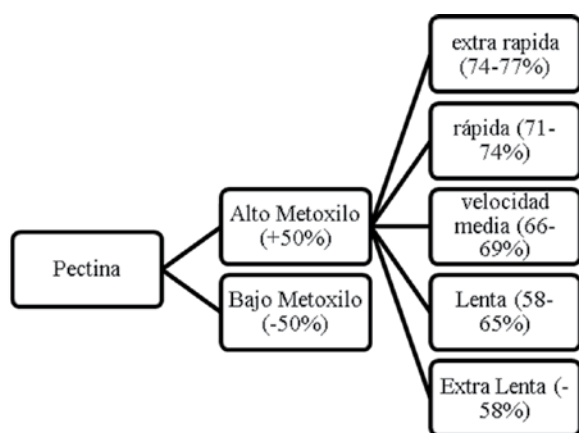 Pectina
Alto Metoxilo
(+50%)
Bajo Metoxilo
(-50%)
extra rapida
(74-77%)
rápida (71-
74%)
velocidad
media (66-
69%)
Lenta (58-
65%)
Extra Lenta (-
58%)